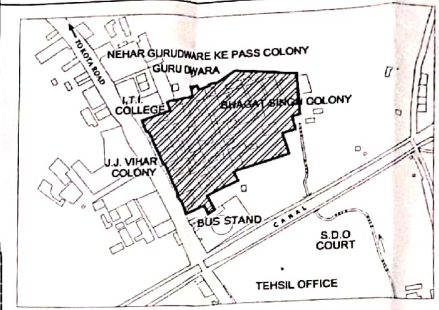 TO KOTA ROAD
NEHAR GURUDWARE KE PASS COLONY
GURUDWARA
I.T.I.
COLLEGE
BHAGAT SINGH COLONY
J.J. VIHAR
COLONY
BUS STAND
CANAL
S.D.O
COURT
TEHSIL OFFICE